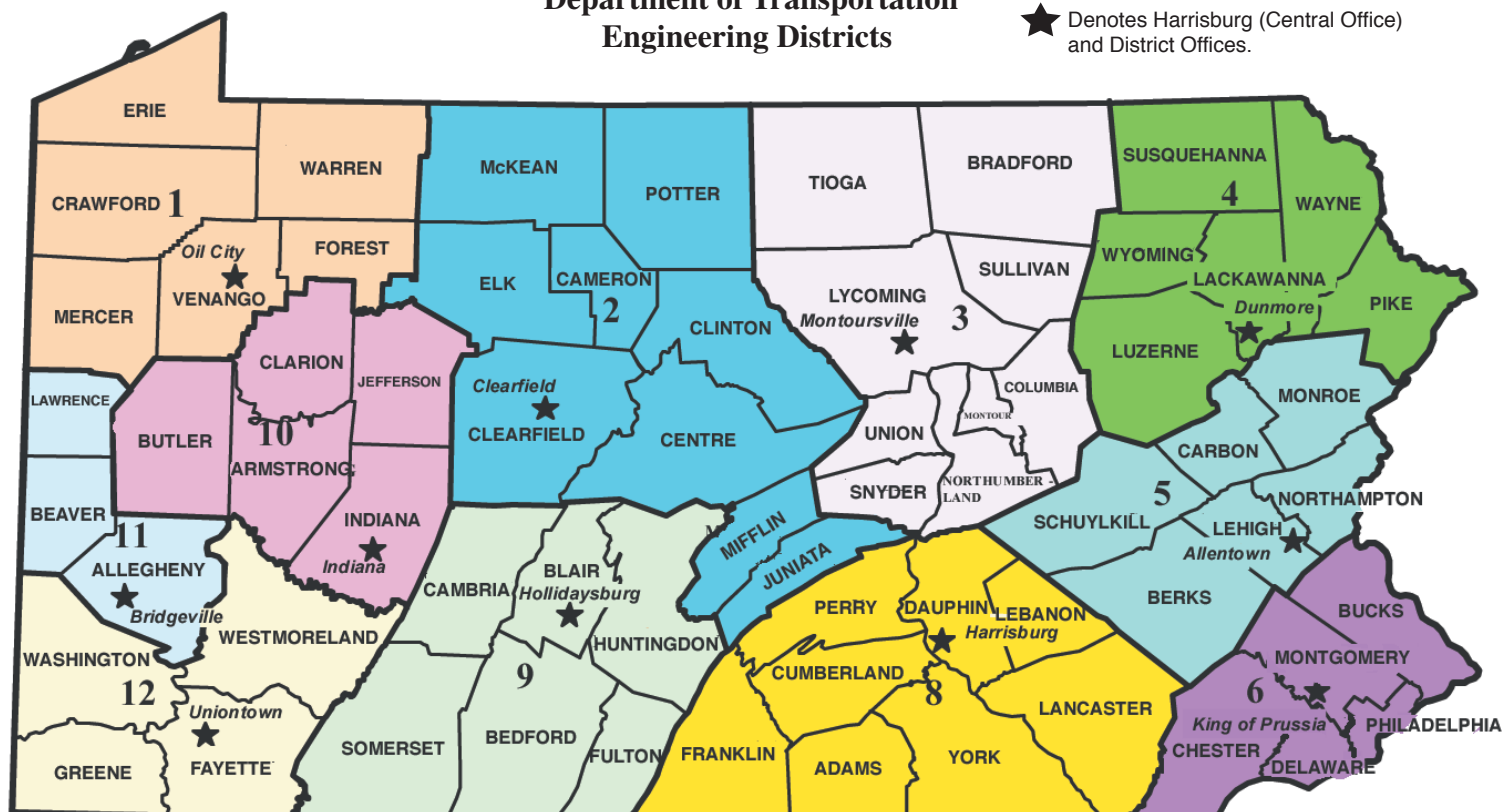 Department of Transportation
Engineering Districts
Denotes Harrisburg (Central Office)
and District Offices.
ERIE
WARREN
McKEAN
POTTER
TIOGA
BRADFORD
SUSQUEHANNA
CRAWFORD
1
4
WAYNE
Oil City
FOREST
VENANGO
ELK
CAMERON
2
SULLIVAN
WYOMING
LACKAWANNA
MERCER
LYCOMING
Montoursville
3
Dunmore
PIKE
CLINTON
LUZERNE
CLARION
JEFFERSON
Clearfield
COLUMBIA
MONROE
LAWRENCE
BUTLER
10
CLEARFIELD
CENTRE
UNION
MONTOUR
CARBON
ARMSTRONG
SNYDER
NORTHUMBER -
LAND
5
NORTHAMPTON
BEAVER
11
INDIANA
MIFFLIN
SCHUYLKILL
LEHIGH
Allentown
ALLEGHENY
Indiana
JUNIATA
CAMBRIA
BLAIR
Hollidaysburg
BERKS
Bridgeville
PERRY
DAUPHIN
LEBANON
Harrisburg
BUCKS
WESTMORELAND
HUNTINGDON
WASHINGTON
12
9
CUMBERLAND
8
MONTGOMERY
6
Uniontown
LANCASTER
King of Prussia
PHILADELPHIA
SOMERSET
BEDFORD
FULTON
FRANKLIN
ADAMS
YORK
CHESTER
DELAWARE
GREENE
FAYETTE